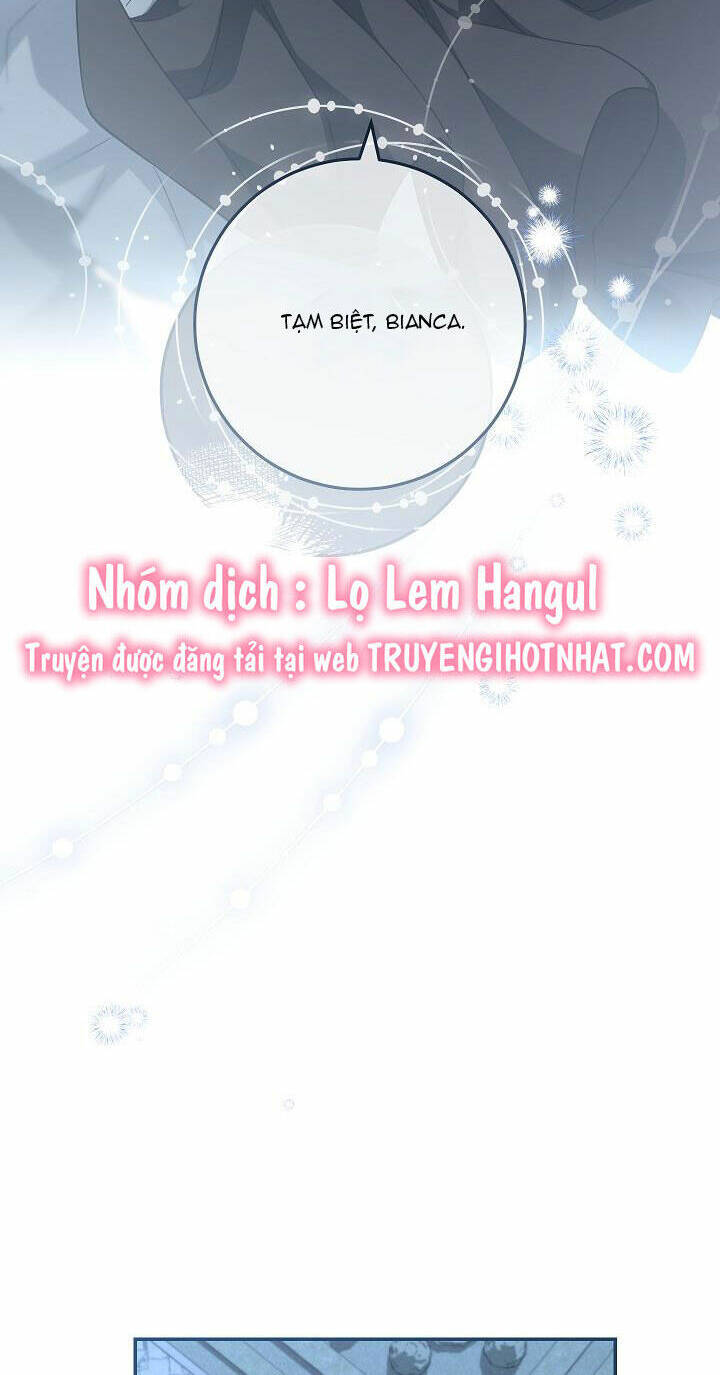 TẠM BIỆT, BIANCA.
Nhóm dịch : Lọ Lem Hangul
Truyện được đăng tải tại web TRUYENGIHOTNHAT.COM